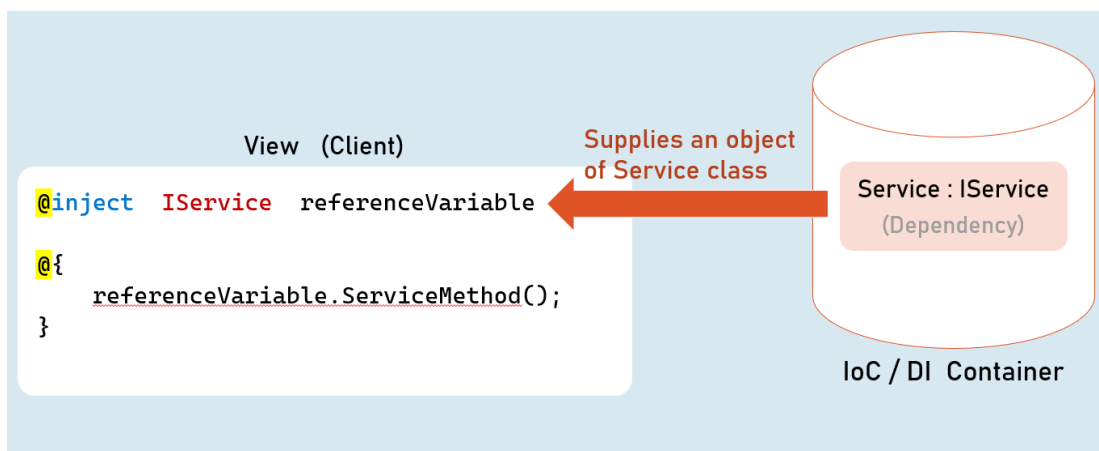 View (Client)
@inject IService referenceVariable
@{
referenceVariable.ServiceMethod();
}
Supplies an object
of Service class
Service : IService
(Dependency)
IoC / DI Container